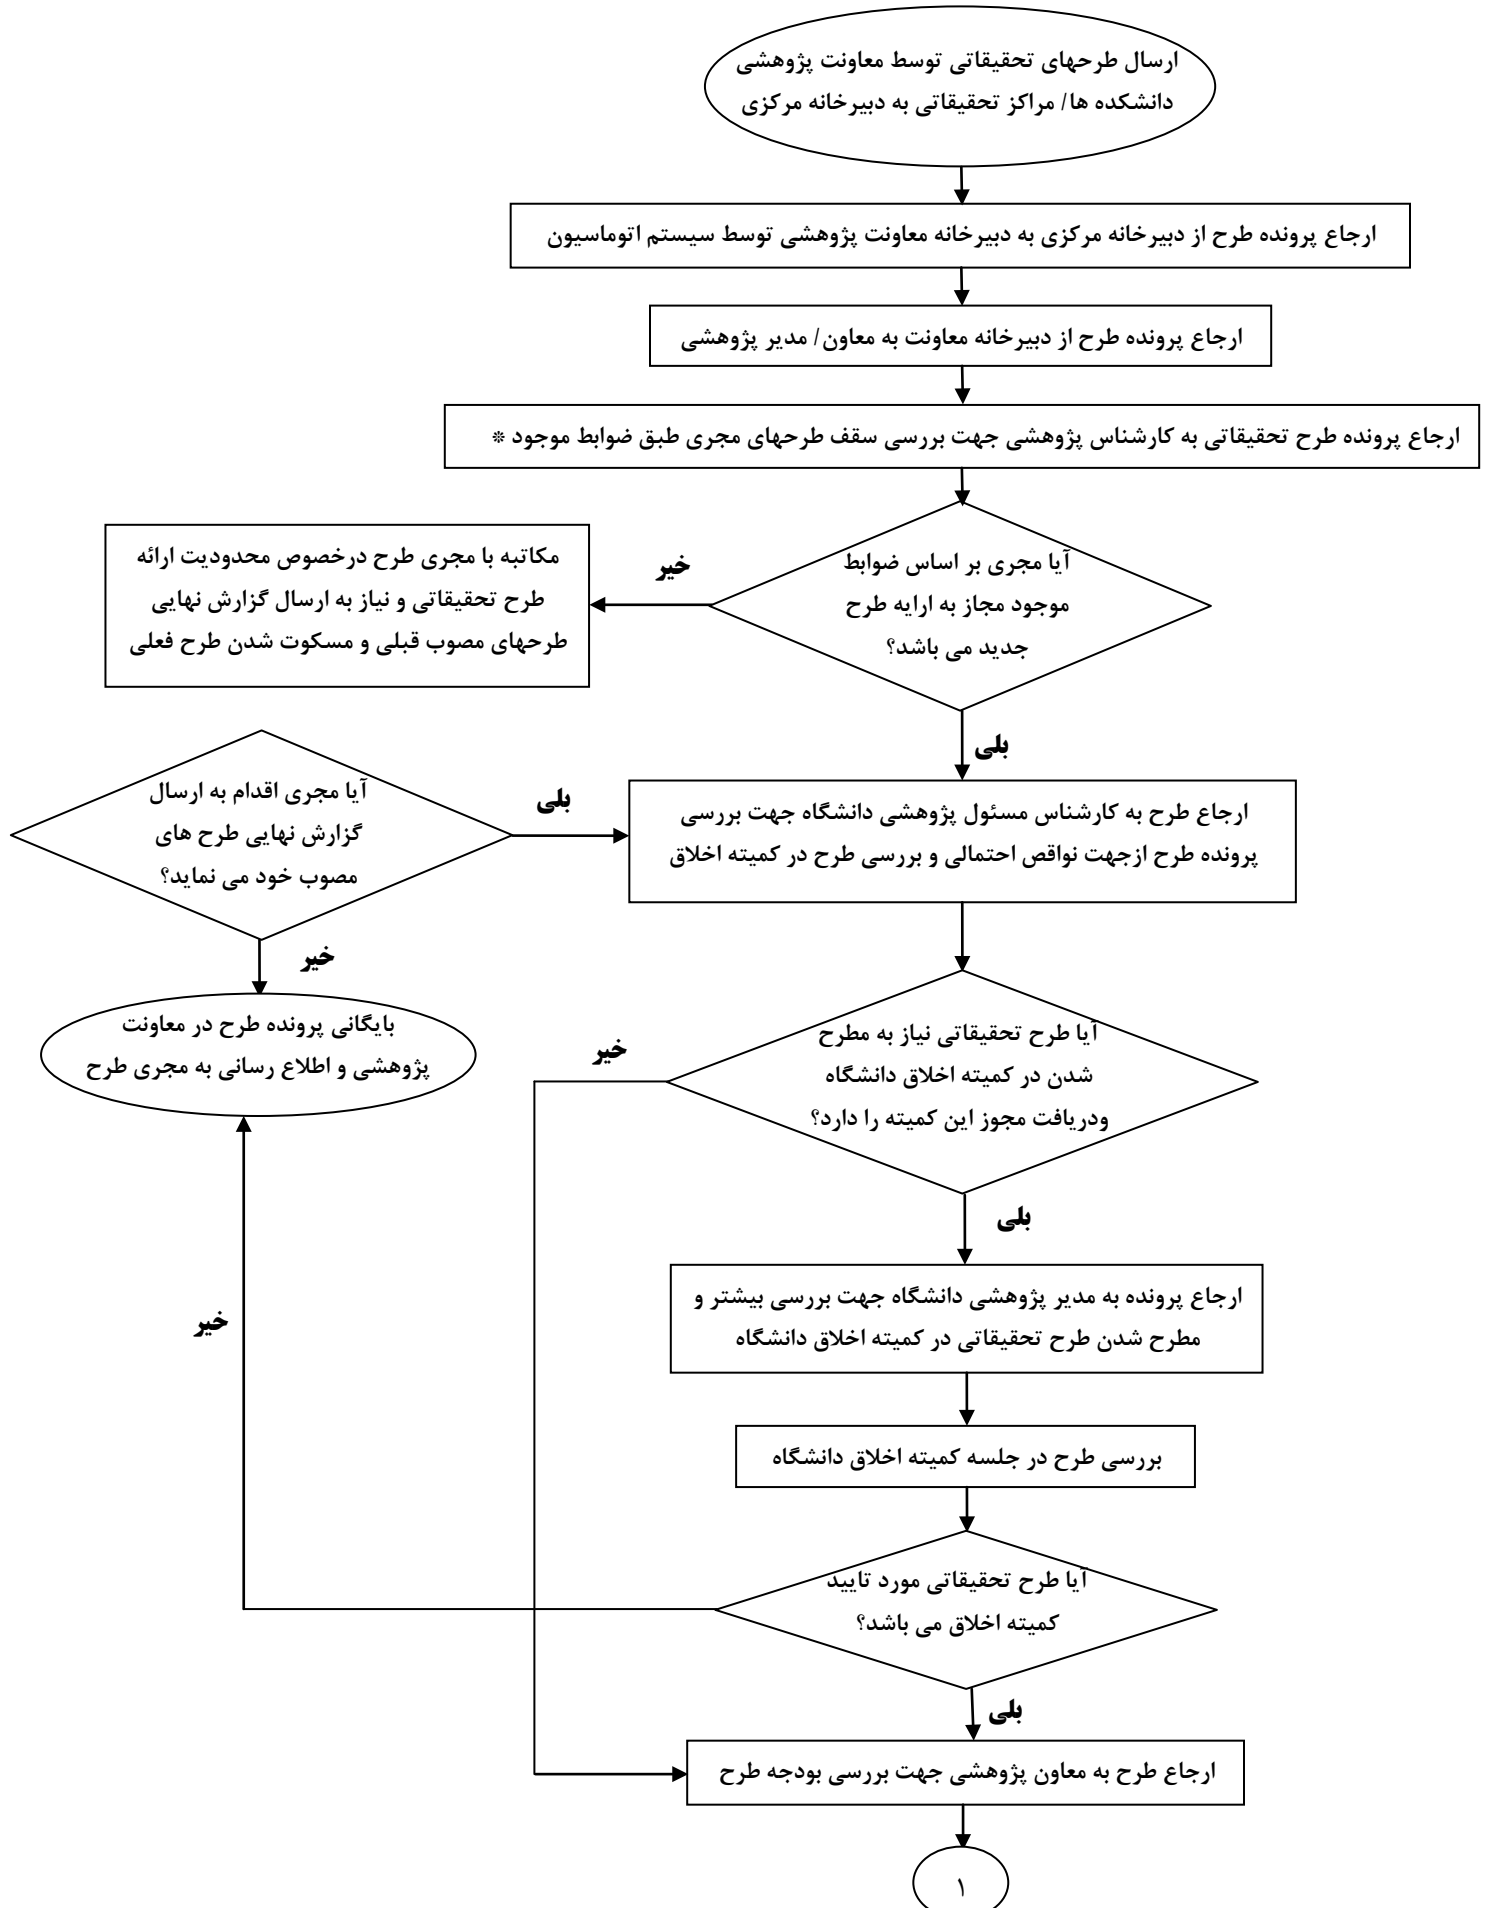 ارسال طرحهای تحقیقاتی توسط معاونت پژوهشی
دانشکده ها/ مراکز تحقیقاتی به دبیرخانه مرکزی
ارجاع پرونده طرح از دبیرخانه مرکزی به دبیرخانه معاونت پژوهشی توسط سیستم اتوماسیون
ارجاع پرونده طرح از دبیرخانه معاونت به معاون/ مدیر پژوهشی
ارجاع پرونده طرح تحقیقاتی به کارشناس پژوهشی جهت بررسی سقف طرحهای مجری طبق ضوابط موجود *
آیا مجری بر اساس ضوابط
موجود مجاز به ارایه طرح
جدید می باشد؟
خیر
مکاتبه با مجری طرح درخصوص محدودیت ارائه
طرح تحقیقاتی و نیاز به ارسال گزارش نهایی
طرحهای مصوب قبلی و مسکوت شدن طرح فعلی
بلی
آیا مجری اقدام به ارسال
گزارش نهایی طرح های
مصوب خود می نماید؟
بلی
ارجاع طرح به کارشناس مسئول پژوهشی دانشگاه جهت بررسی
پرونده طرح ازجهت نواقص احتمالی و بررسی طرح در کمیته اخلاق
خیر
بایگانی پرونده طرح در معاونت
پژوهشی و اطلاع رسانی به مجری طرح
آیا طرح تحقیقاتی نیاز به مطرح
شدن در کمیته اخلاق دانشگاه
ودریافت مجوز این کمیته را دارد؟
خیر
بلی
ارجاع پرونده به مدیر پژوهشی دانشگاه جهت بررسی بیشتر و
مطرح شدن طرح تحقیقاتی در کمیته اخلاق دانشگاه
خیر
بررسی طرح در جلسه کمیته اخلاق دانشگاه
آیا طرح تحقیقاتی مورد تایید
کمیته اخلاق می باشد؟
بلی
ارجاع طرح به معاون پژوهشی جهت بررسی بودجه طرح
۱